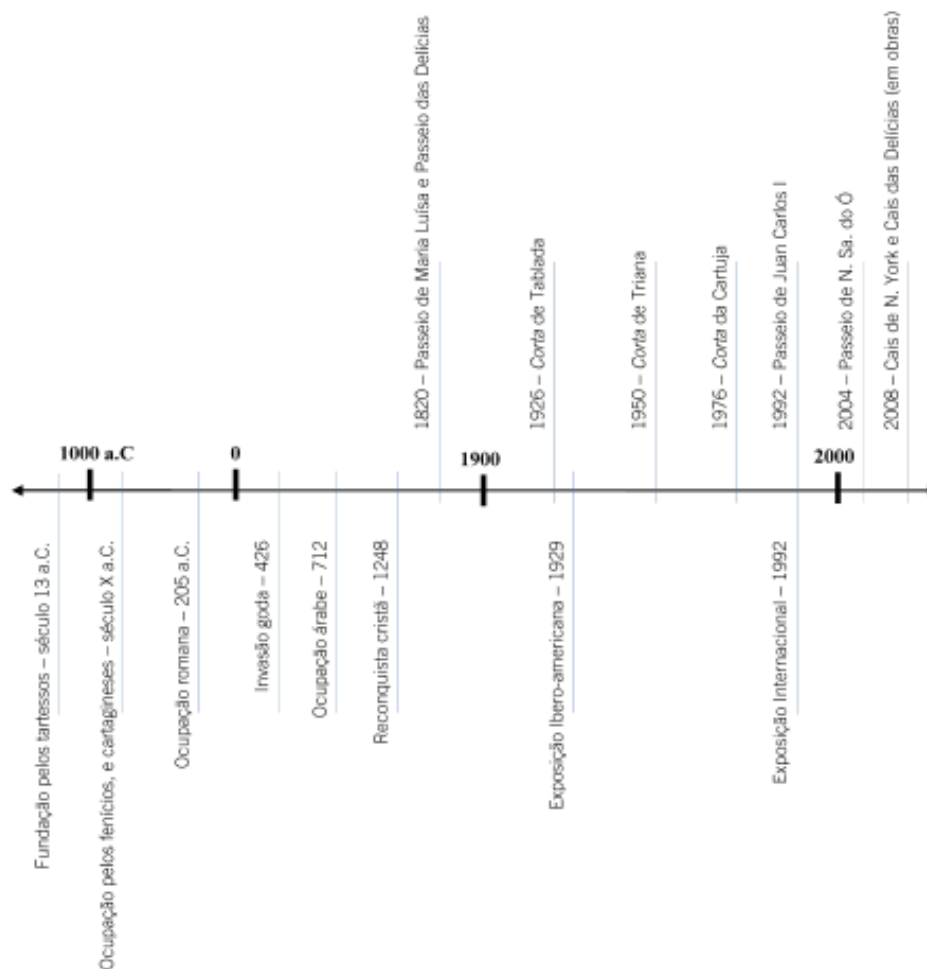 1820 – Passeio de Maria Luísa e Passeio das Delícias
1926 – Corta de Tablada
1950 – Corta de Triana
1976 – Corta da Cartuja
1992 – Passeio de Juan Carlos I
2004 – Passeio de N. Sa. do Ó
2008 – Cais de N. York e Cais das Delícias (em obras)
1000 a.C
0
1900
2000
Fundação pelos tartessos – século 13 a.C.
Ocupação pelos fenícios, e cartagineses – século X a.C.
Ocupação romana – 205 a.C.
Invasão goda – 426
Ocupação árabe – 712
Reconquista cristã – 1248
Exposição Ibero-americana – 1929
Exposição Internacional – 1992